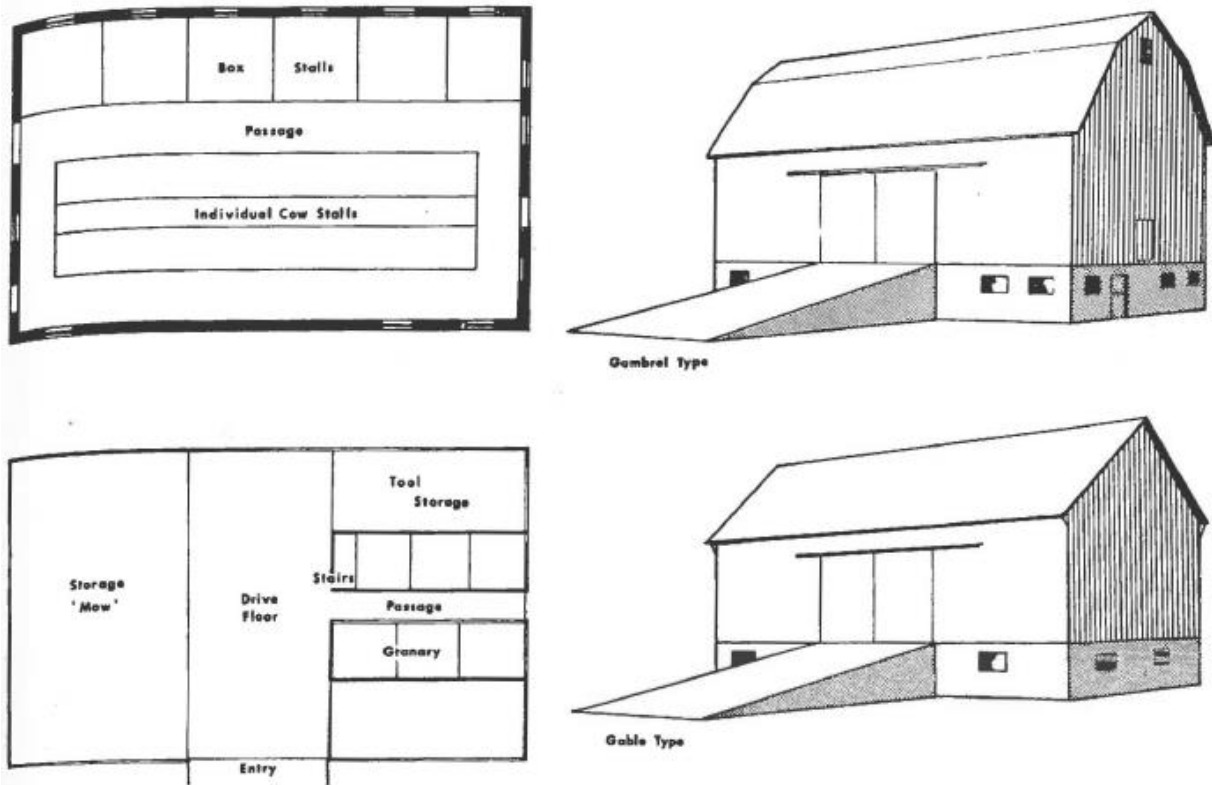 Box Stalls
Passage
Individual Cow Stalls
Gambrel Type
Tool
Storage
Stairs
Storage
'Mow'
Drive
Floor
Passage
Granary
Entry
Gable Type